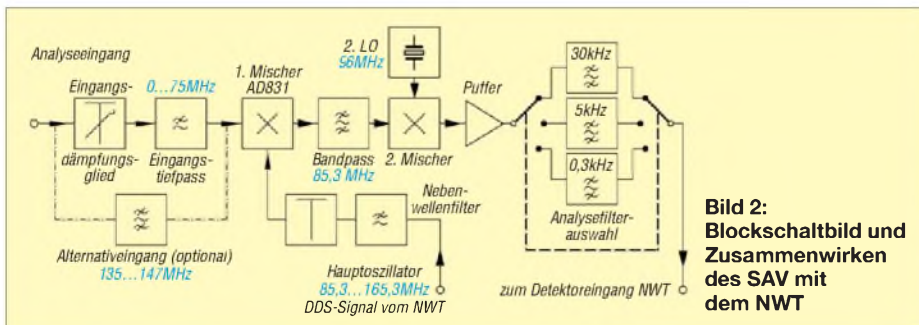 Analyseeingang
Eingangs-
dämpfungs-
glied
0...75MHz
Eingangs-
tiefpass
Alternativeingang (optional)
135...147MHz
1. Mischer
AD831
Bandpass
85,3 MHz
2. LO
96MHz
2. Mischer
Puffer
Neben-
wellenfilter
Hauptoszillator
85,3...165,3MHz
DDS-Signal vom NWT
30kHz
5kHz
0,3kHz
Analysefilter-
auswahl
zum Detektoreingang NWT
Bild 2:
Blockschaltbild und
Zusammenwirken
des SAV mit
dem NWT